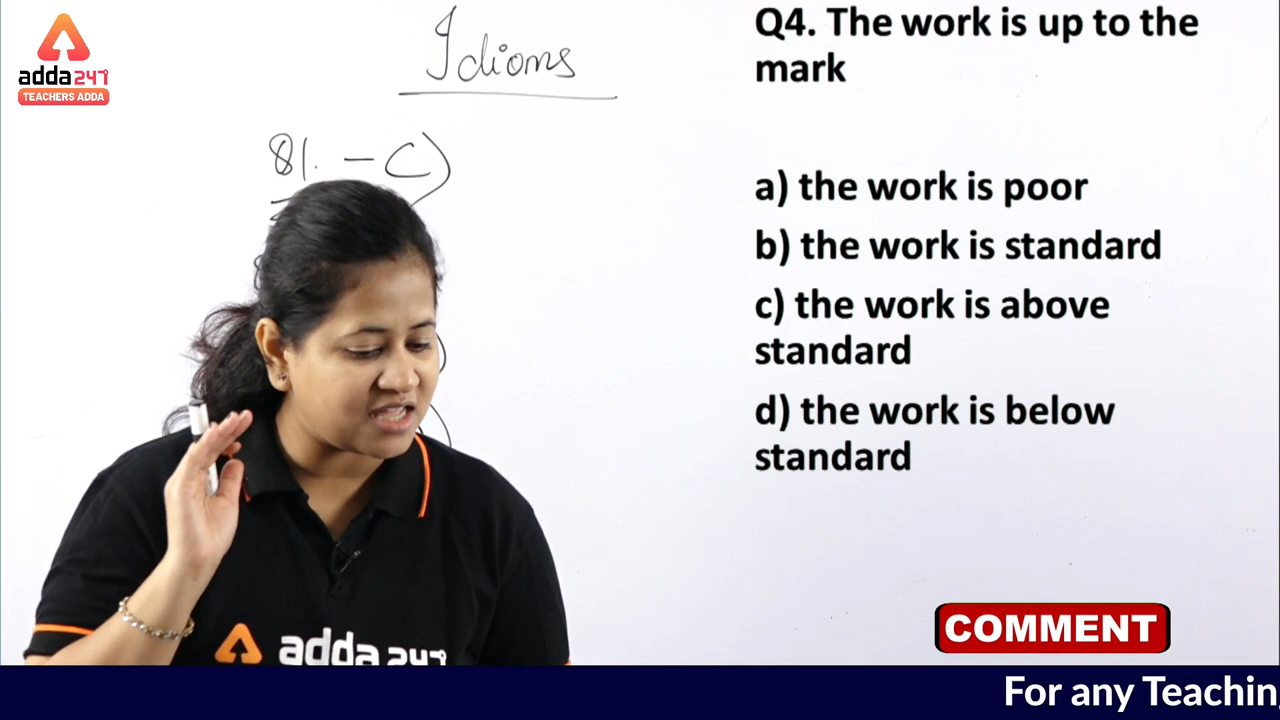 adda247
TEACHERS ADDA
Idioms
81. - C)
Q4. The work is up to the
mark
a) the work is poor
b) the work is standard
c) the work is above
standard
d) the work is below
standard
adda247
COMMENT
For any Teachin